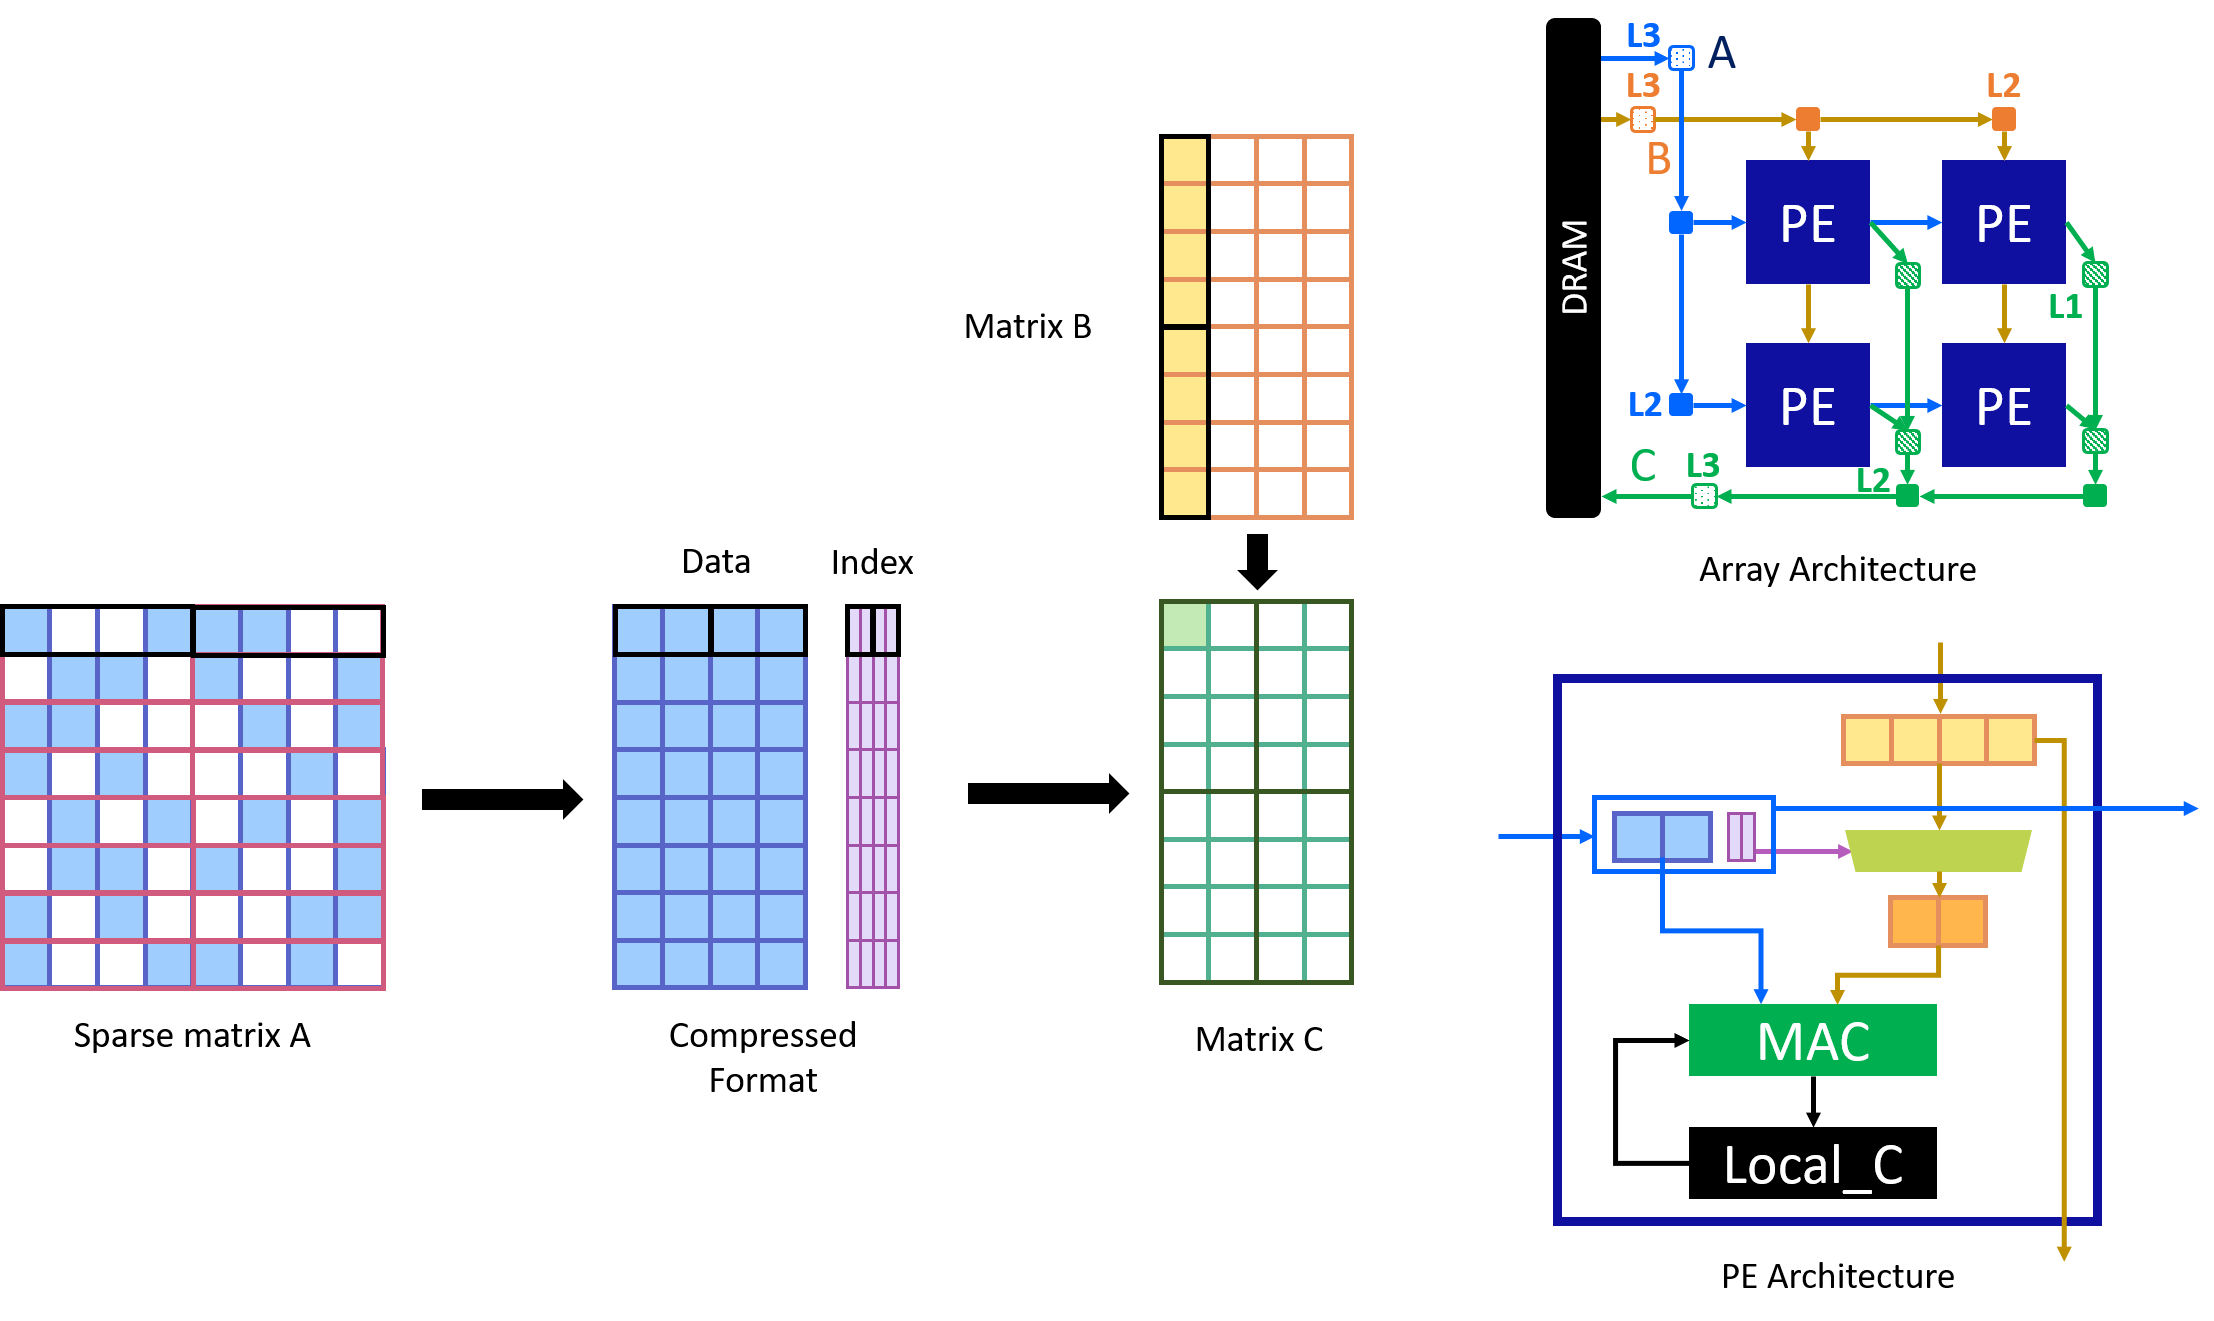 L3
A
L3
L2
B
PE
PE
DRAM
L1
Matrix B
L2
PE
PE
C
L3
L2
Data
Index
Array Architecture
Sparse matrix A
Compressed
Format
Matrix C
MAC
Local_C
PE Architecture